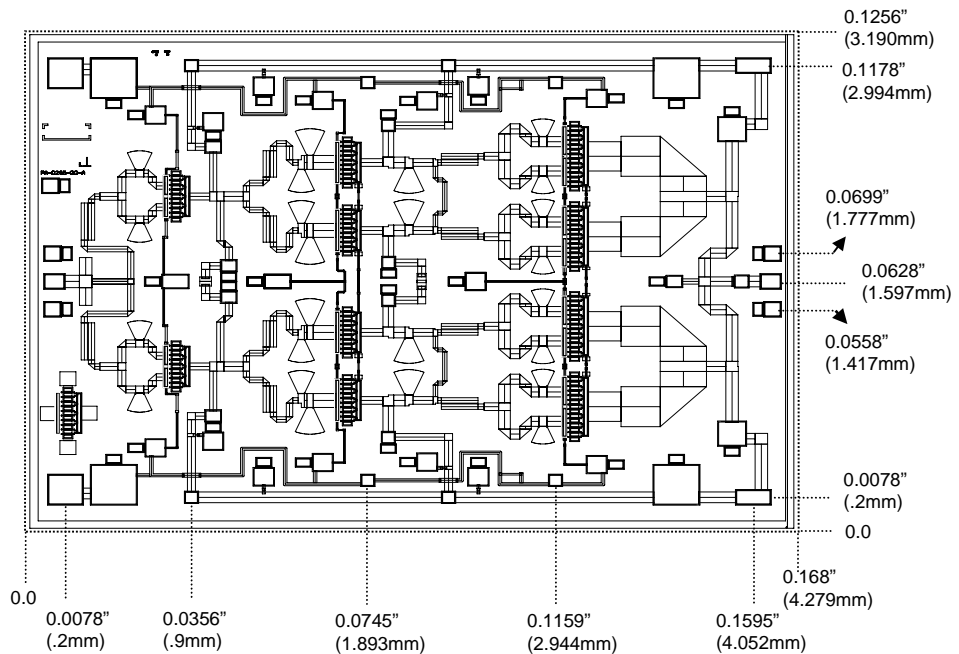 0.1256”
(3.190mm)
0.1178”
(2.994mm)
0.0699”
(1.777mm)
0.0628”
(1.597mm)
0.0558”
(1.417mm)
0.0078”
(.2mm)
0.0
0.168”
(4.279mm)
0.0
0.0078”
(.2mm)
0.0356”
(.9mm)
0.0745”
(1.893mm)
0.1159”
(2.944mm)
0.1595”
(4.052mm)